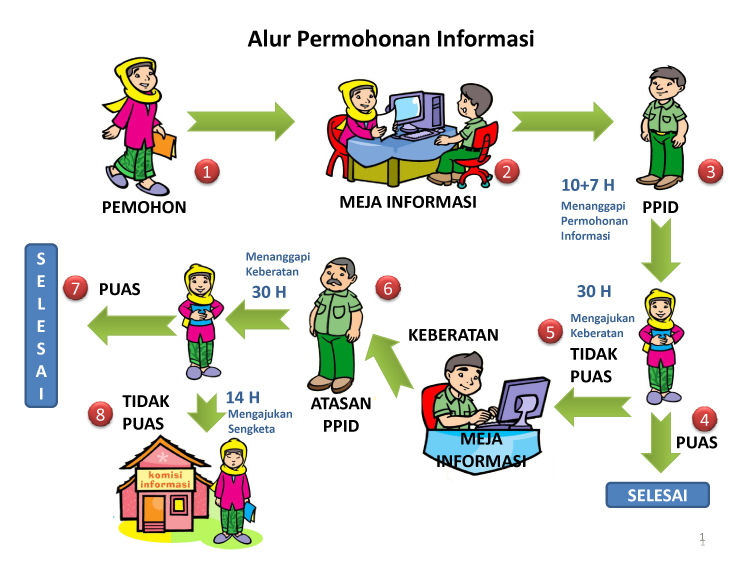 Alur Permohonan Informasi
1
PEMOHON
2
MEJA INFORMASI
3
PPID
10+7 H
Menanggapi
Permohonan
Informasi
30 H
Mengajukan
Keberatan
5
TIDAK
PUAS
4
PUAS
SELESAI
KEBERATAN
MEJA
INFORMASI
6
ATASAN
PPID
Menanggapi
Keberatan
30 H
7
PUAS
S
E
L
E
S
A
I
8
TIDAK
PUAS
14 H
Mengajukan
Sengketa
komisi
informasi
1